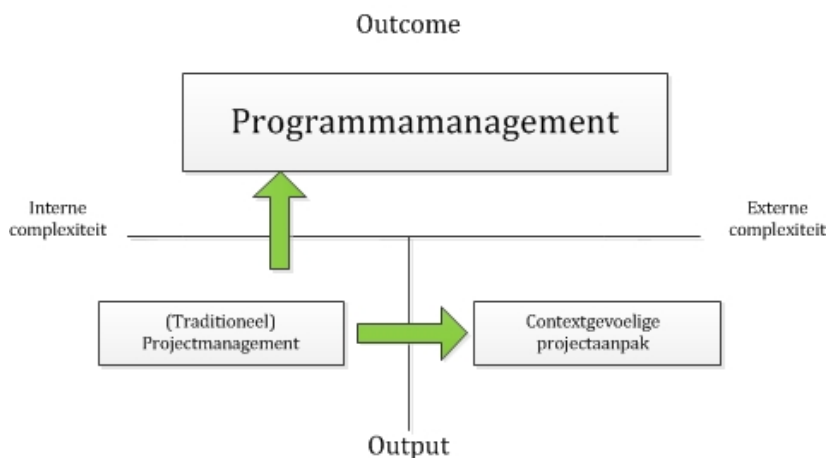 Outcome
Programmamanagement
Interne
complexiteit
Externe
complexiteit
(Traditioneel)
Projectmanagement
Contextgevoelige
projectaanpak
Output